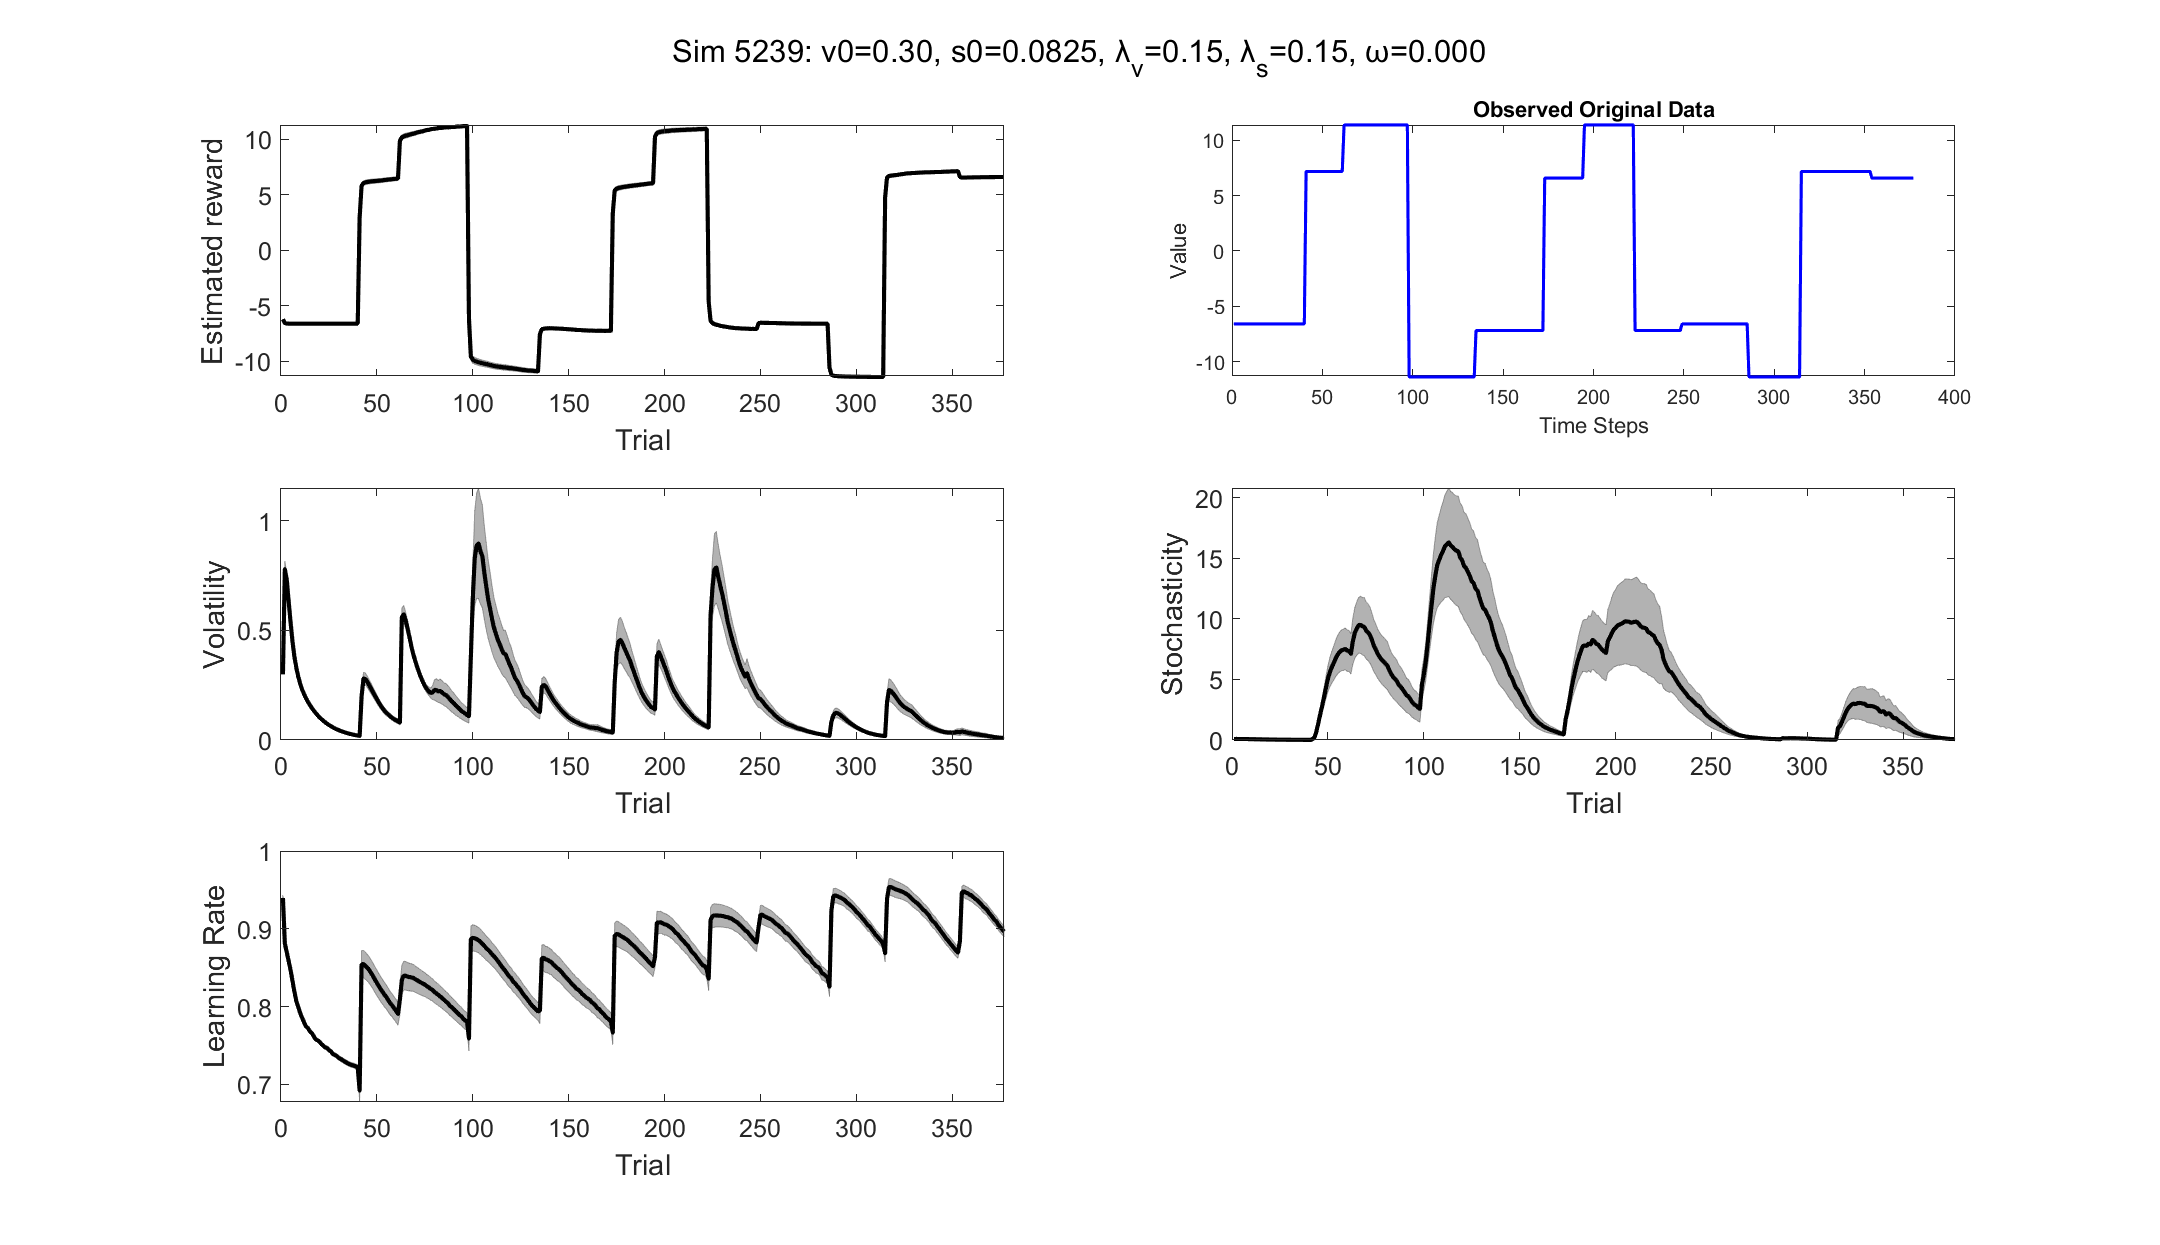 Sim 5239: v0=0.30, s0=0.0825, λv=0.15, λs=0.15, ω=0.000
Estimated reward
10
5
0
-5
-10
0 50 100 150 200 250 300 350
Trial
Observed Original Data
Value
10
5
0
-5
-10
0 50 100 150 200 250 300 350 400
Time Steps
Volatility
1
0.5
0
0 50 100 150 200 250 300 350
Trial
Stochasticity
20
15
10
5
0
0 50 100 150 200 250 300 350
Trial
Learning Rate
1
0.9
0.8
0.7
0 50 100 150 200 250 300 350
Trial